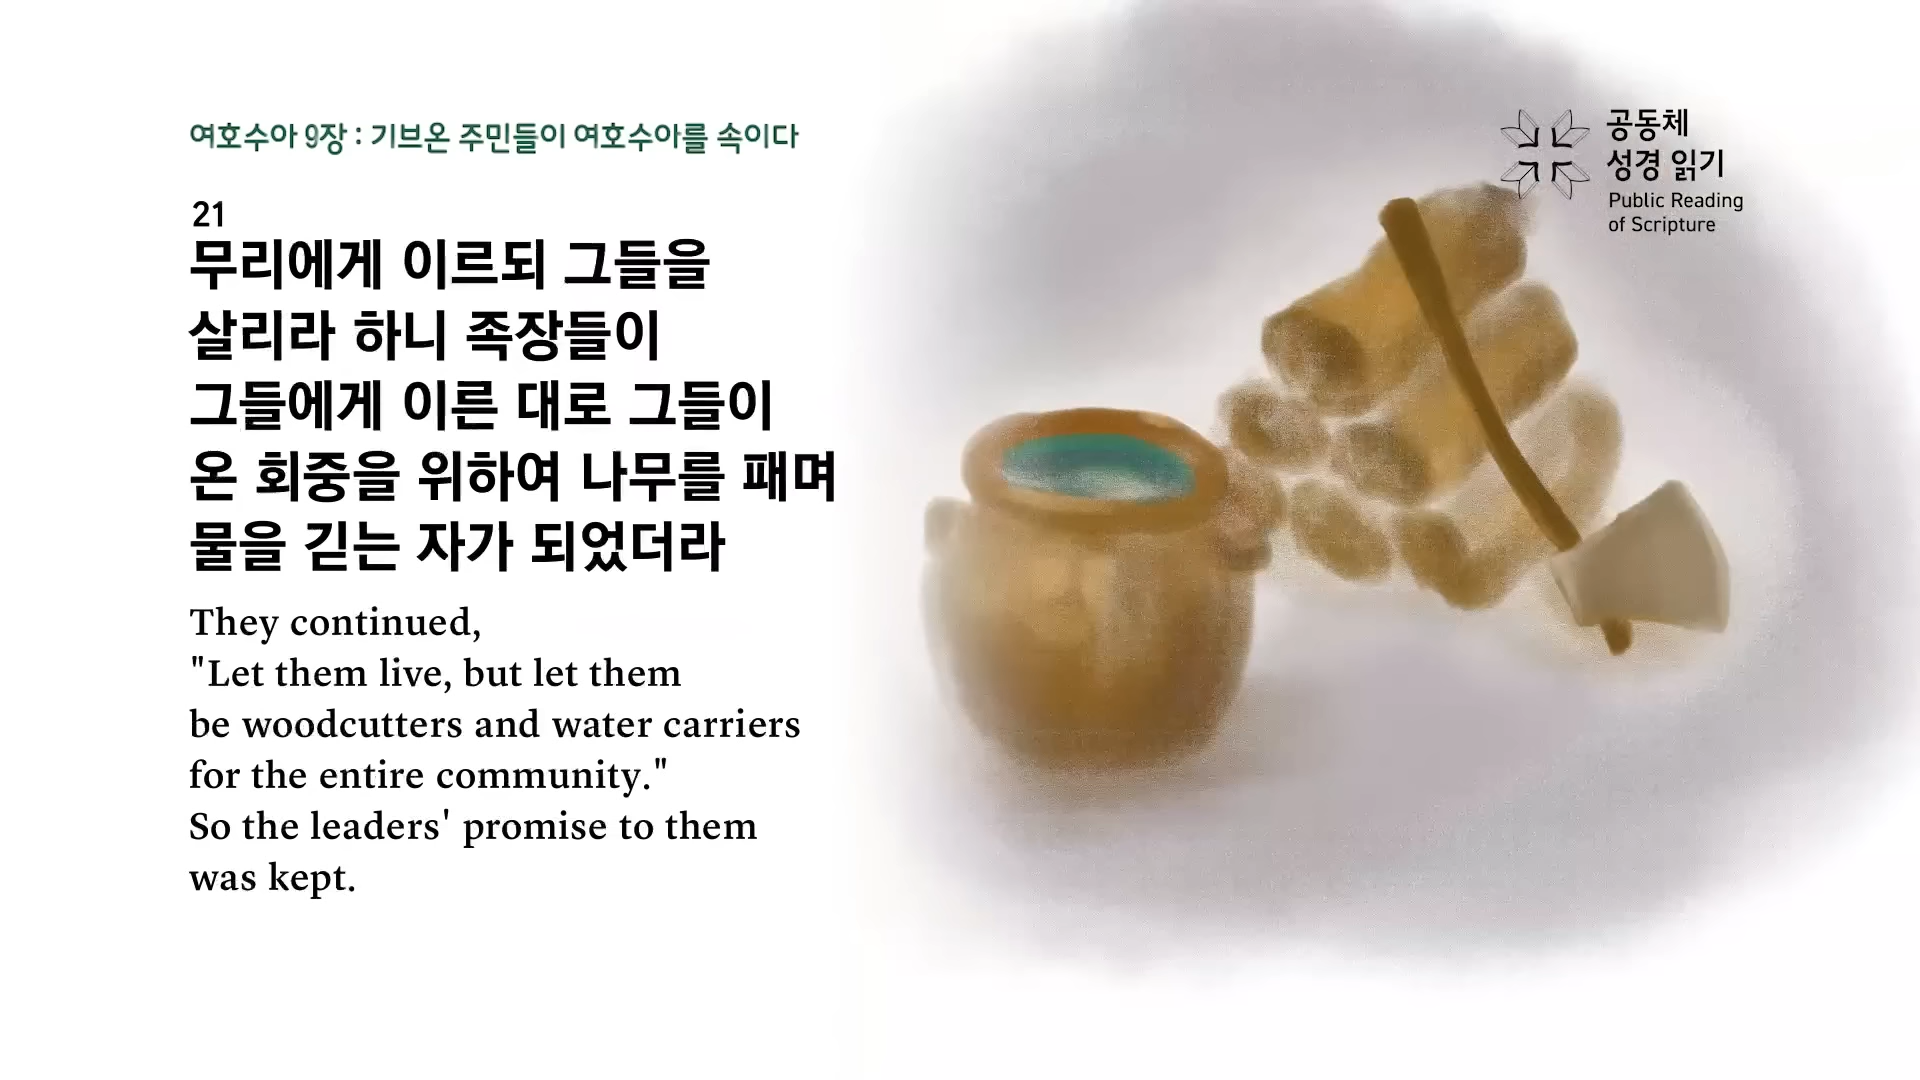 여호수아 9장 : 기브온 주민들이 여호수아를 속이다
21
무리에게 이르되 그들을
살리라 하니 족장들이
그들에게 이른 대로 그들이
온 회중을 위하여 나무를 패며
물을 긷는 자가 되었더라
They continued,
"Let them live, but let them
be woodcutters and water carriers
for the entire community."
So the leaders' promise to them
was kept.
공동체
성경 읽기
Public Reading
of Scripture